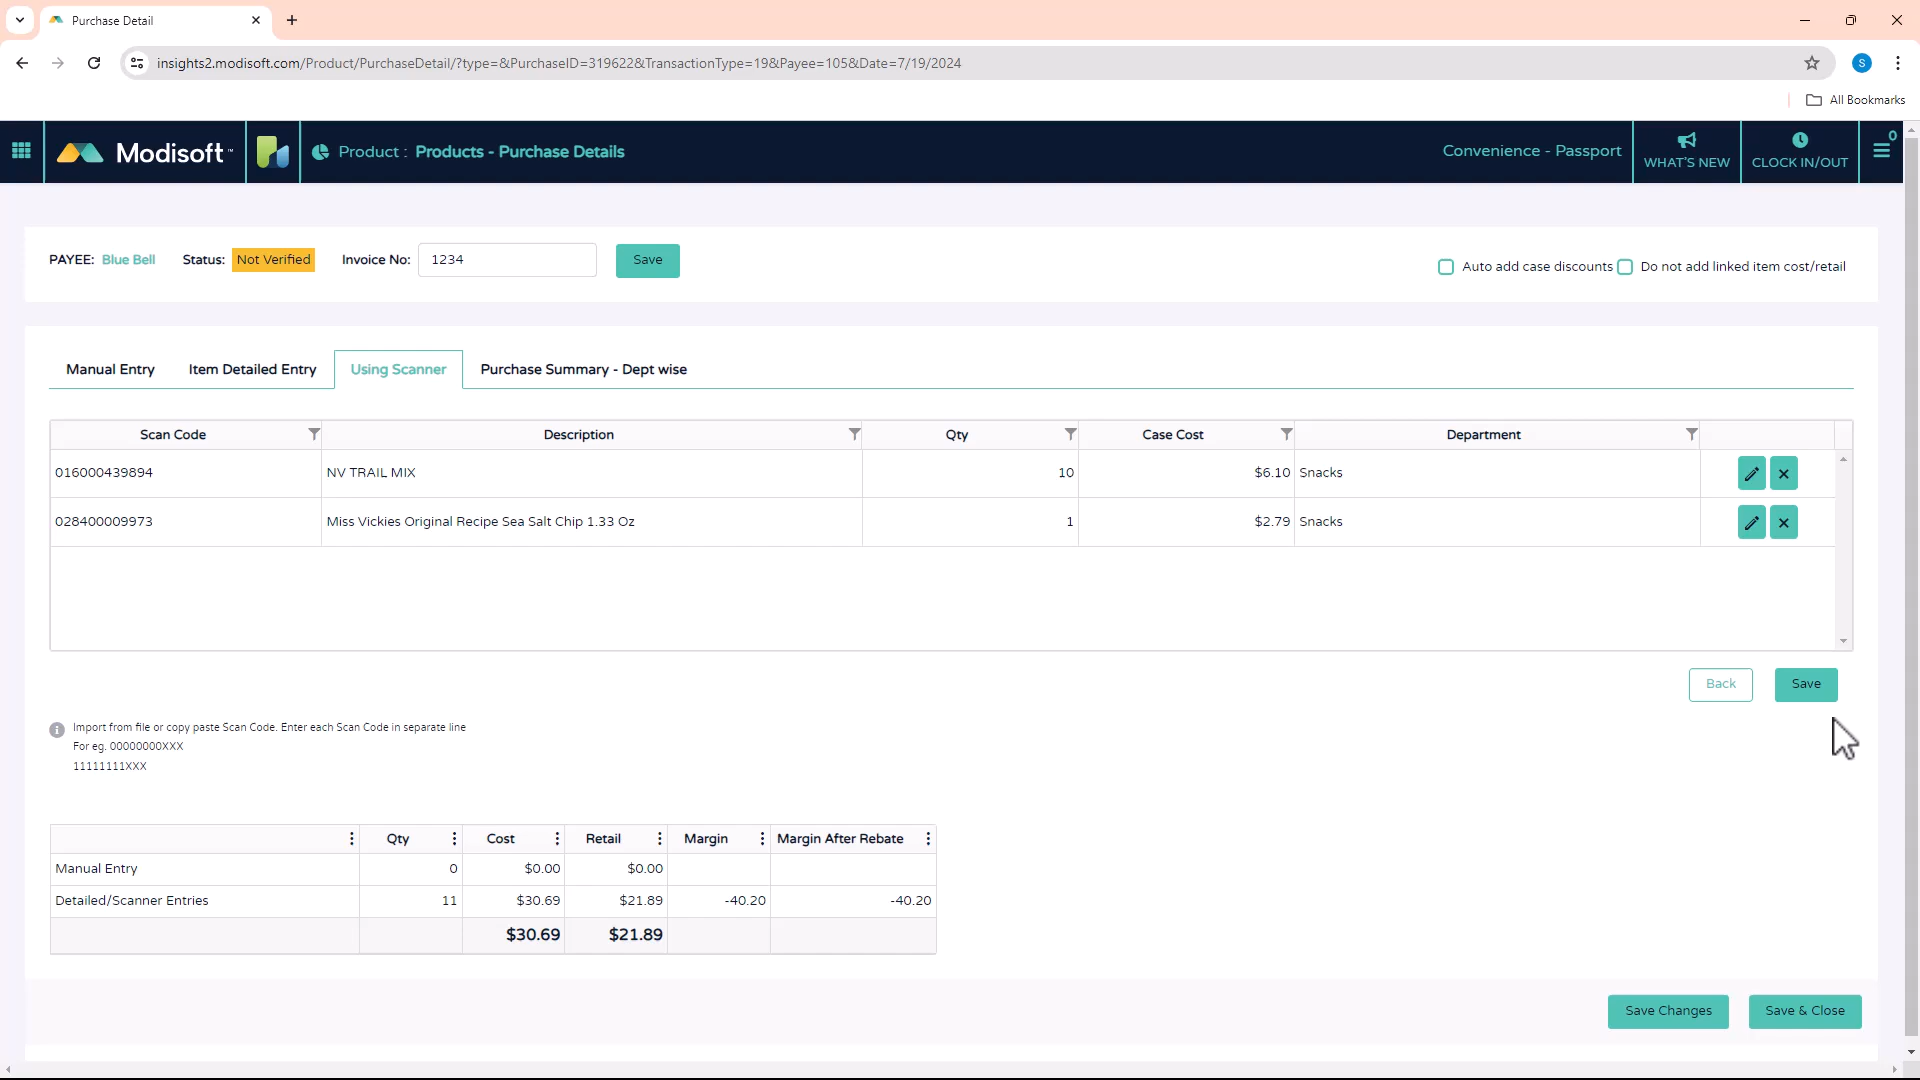 Purchase Detail
insights2.modisoft.com/Product/PurchaseDetail/?type=&PurchaseID=319622&TransactionType=19&Payee=105&Date=7/19/2024
S
All Bookmarks
Modisoft™ Product : Products - Purchase Details Convenience - Passport WHAT'S NEW CLOCK IN/OUT 0
PAYEE: Blue Bell Status: Not Verified Invoice No: 1234 Save Auto add case discounts Do not add linked item cost/retail
Manual Entry Item Detailed Entry Using Scanner Purchase Summary - Dept wise
Scan Code Description Qty Case Cost Department
016000439894 NV TRAIL MIX 10 $6.10 Snacks
028400009973 Miss Vickies Original Recipe Sea Salt Chip 1.33 Oz 1 $2.79 Snacks
Back Save
Import from file or copy paste Scan Code. Enter each Scan Code in separate line
For eg. 00000000XXX
11111111XXX
Qty Cost Retail Margin Margin After Rebate
Manual Entry 0 $0.00 $0.00
Detailed/Scanner Entries 11 $30.69 $21.89 -40.20 -40.20
$30.69 $21.89
Save Changes Save & Close